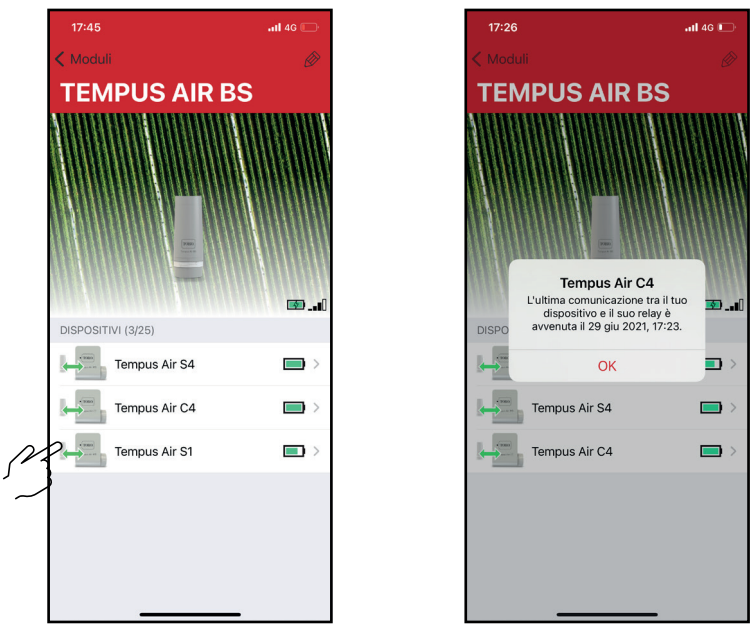 17:45
4G
Moduli
TEMPUS AIR BS
DISPOSITIVI (3/25)
Tempus Air S4
Tempus Air C4
Tempus Air S1
17:26
4G
Moduli
TEMPUS AIR BS
Tempus Air C4
L'ultima comunicazione tra il tuo
dispositivo e il suo relay è
avvenuta il 29 giu 2021, 17:23.
OK
DISPO
Tempus Air S4
Tempus Air C4